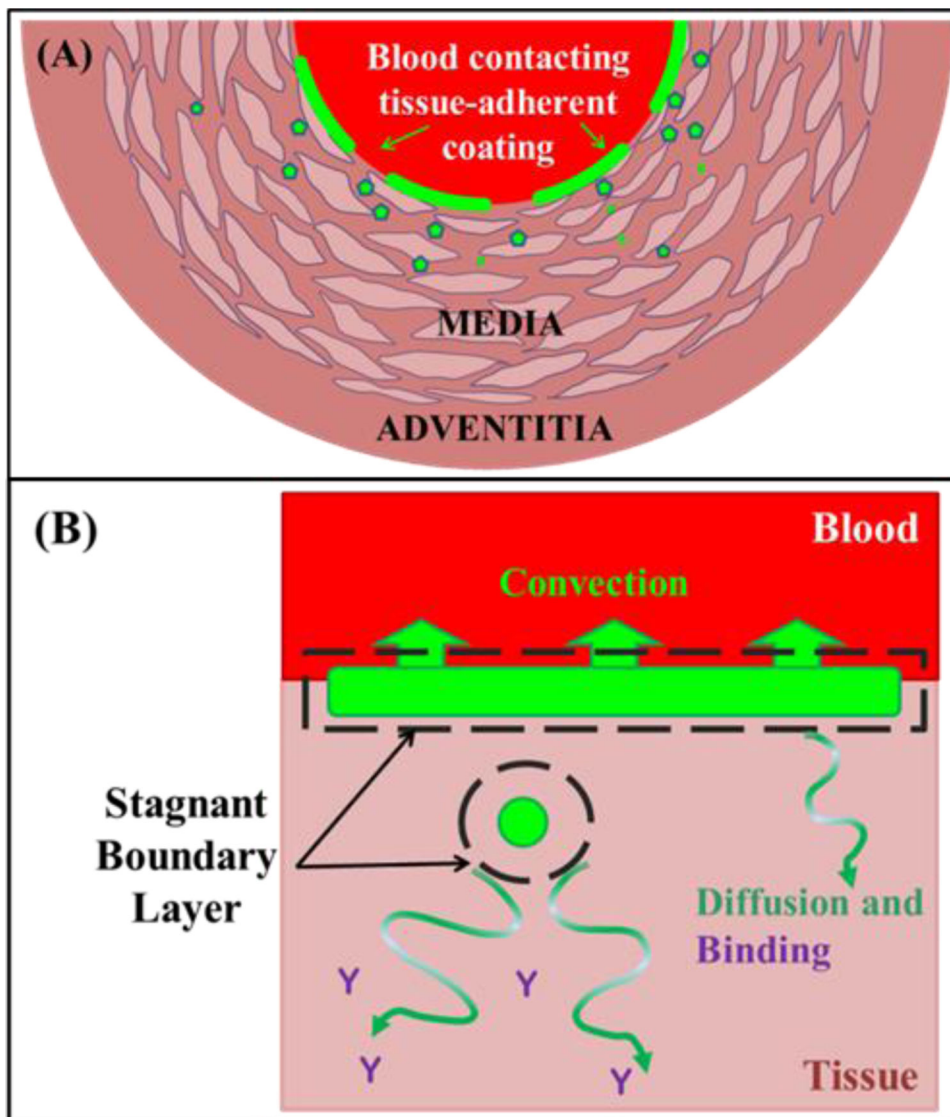 (A)
Blood contacting
tissue-adherent
coating
MEDIA
ADVENTITIA
(B)
Blood
Convection
Stagnant
Boundary
Layer
Diffusion and
Binding
Y
Y
Y
Y
Tissue